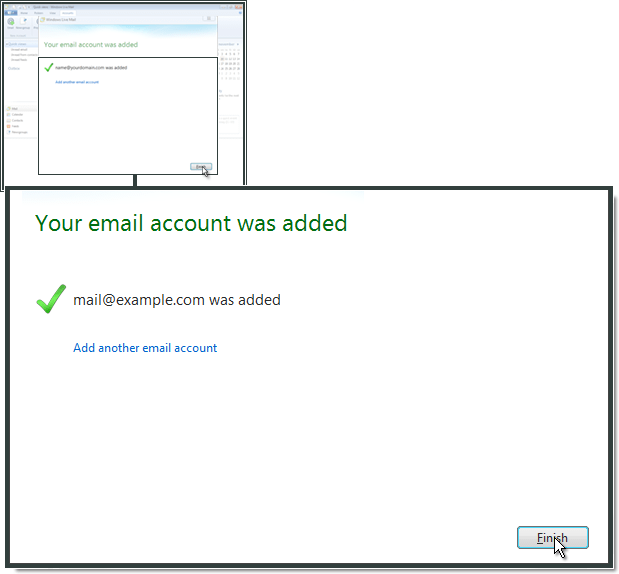 Windows Live Mail
Your email account was added
name@yourdomain.com was added
Add another email account
Finish
Your email account was added
mail@example.com was added
Add another email account
Finish